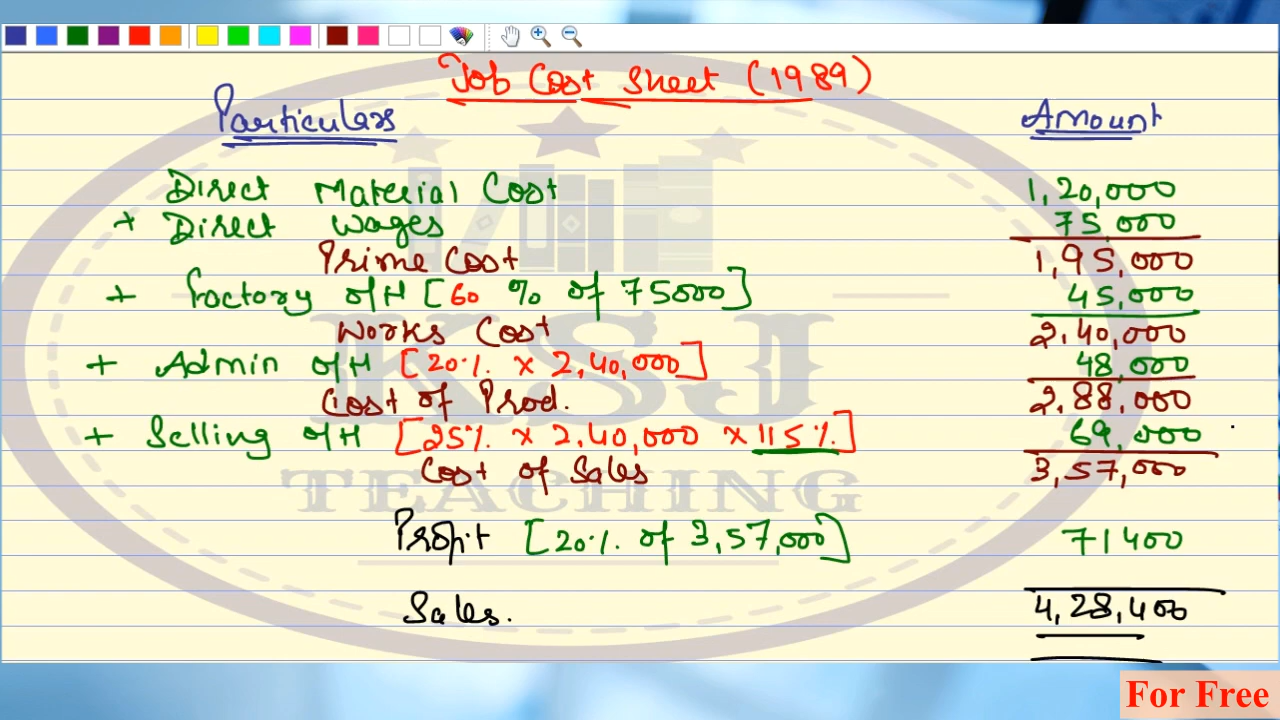 Job Cost Sheet (1989)
Particulars Amount
Direct Material Cost 1,20,000
+ Direct Wages 75,000
Prime Cost 1,95,000
+ Factory O/H [60 % of 75000] 45,000
Works Cost 2,40,000
+ Admin O/H [20% x 2,40,000] 48,000
Cost of Prod. 2,88,000
+ Selling O/H [25% x 2,40,000 x 115%] 69,000
Cost of Sales 3,57,000
Profit [20% of 3,57,000] 71400
Sales. 4,28,400
KSJ
TEACHING
For Free